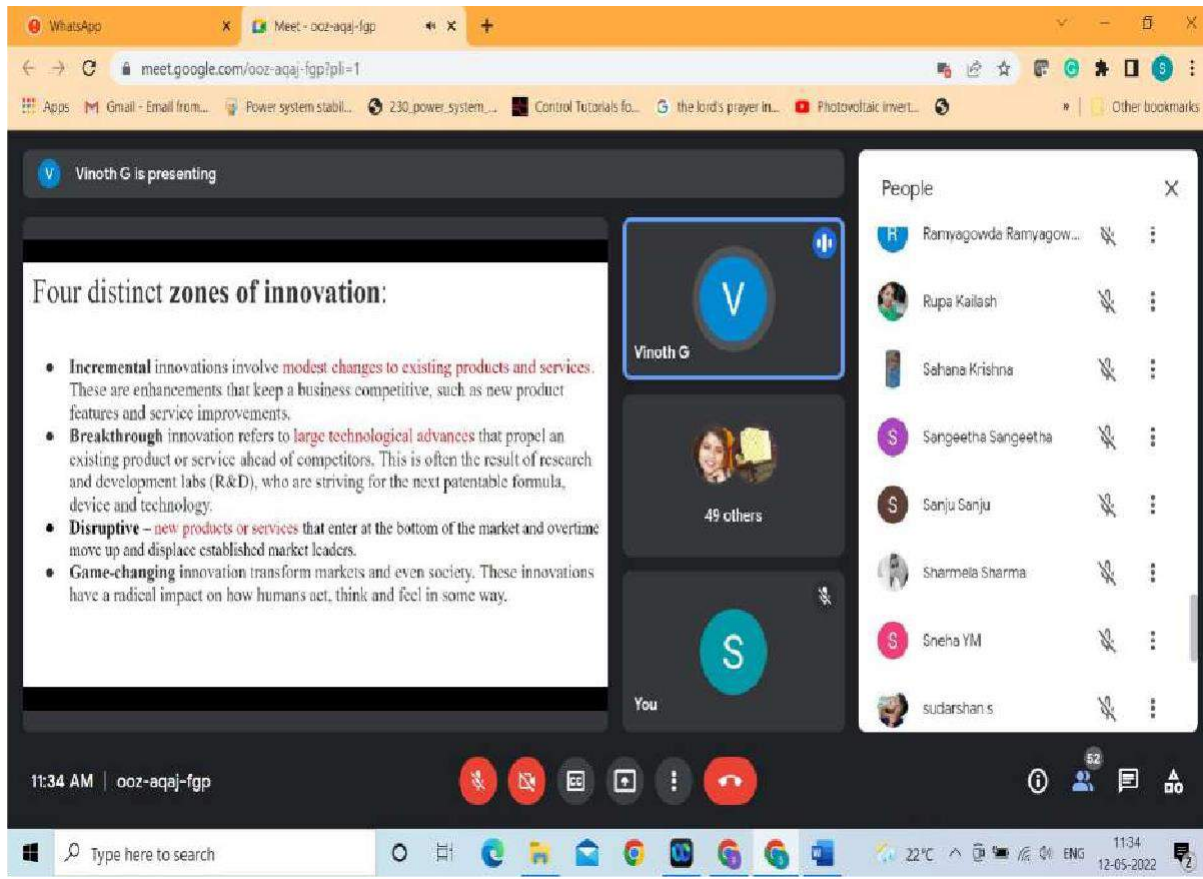 WhatsApp
Meet - ooz-aqaj-fgp
meet.google.com/ooz-aqaj-fgp?pli=1
Apps
Gmail - Email from...
Power system stabil...
230_power_system_...
Control Tutorials fo...
the lord's prayer in...
Photovoltaic invert...
»
Other bookmarks
V
Vinoth G is presenting
Four distinct zones of innovation:
• Incremental innovations involve modest changes to existing products and services.
These are enhancements that keep a business competitive, such as new product
features and service improvements.
• Breakthrough innovation refers to large technological advances that propel an
existing product or service ahead of competitors. This is often the result of research
and development labs (R&D), who are striving for the next patentable formula,
device and technology.
• Disruptive – new products or services that enter at the bottom of the market and overtime
move up and displace established market leaders.
• Game-changing innovation transform markets and even society. These innovations
have a radical impact on how humans act, think and feel in some way.
V
Vinoth G
49 others
S
You
People
R
Ramyagowda Ramyagow...
Rupa Kailash
Sahana Krishna
S
Sangeetha Sangeetha
S
Sanju Sanju
Sharmela Sharma
S
Sneha YM
sudarshan s
11:34 AM | ooz-aqaj-fgp
CC
52
Type here to search
22°C
ENG
11:34
12-05-2022
2